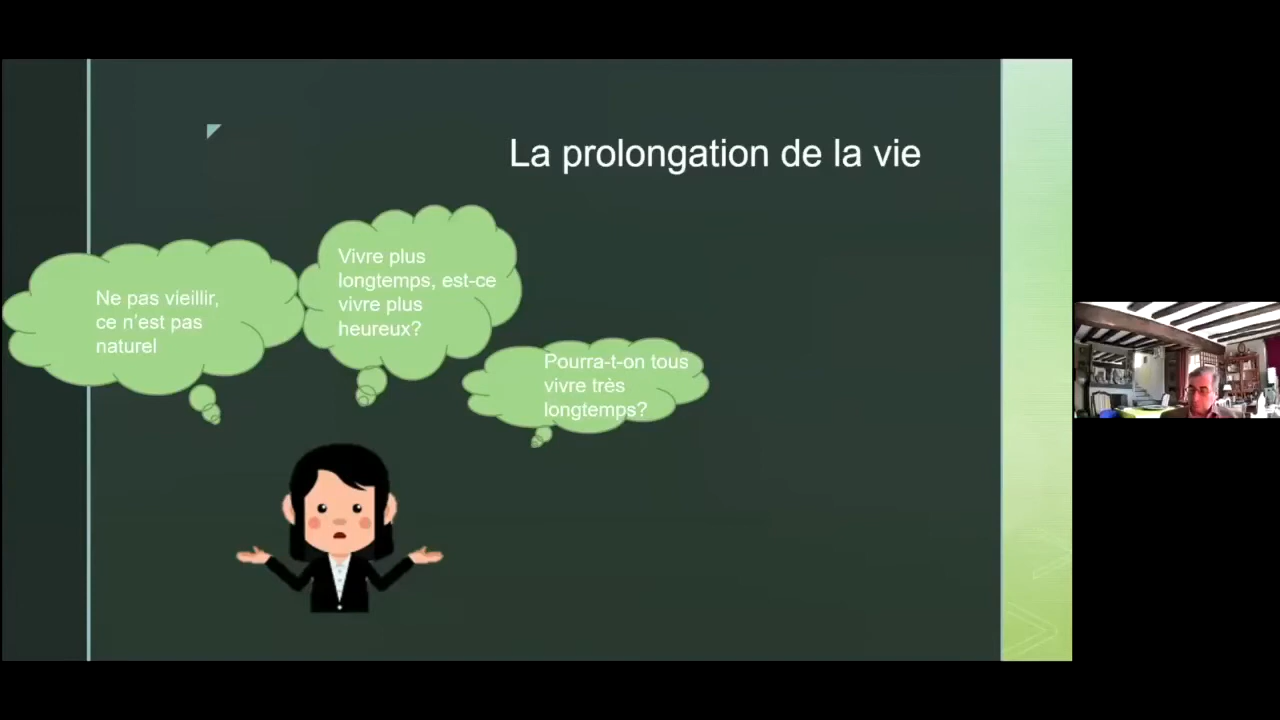 La prolongation de la vie
Ne pas vieillir,
ce n'est pas
naturel
Vivre plus
longtemps, est-ce
vivre plus
heureux?
Pourra-t-on tous
vivre très
longtemps?